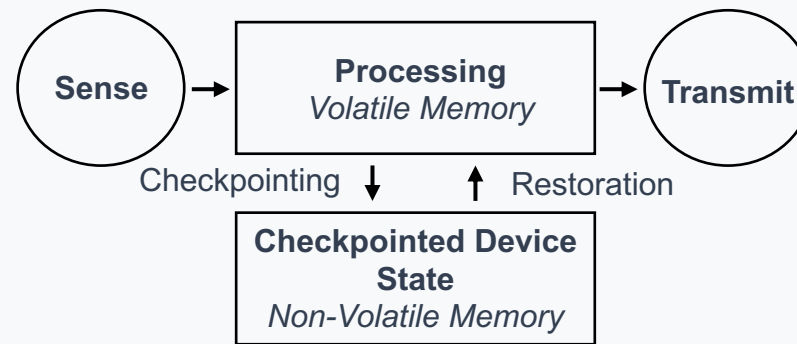 Sense
Processing
Volatile Memory
Transmit
Checkpointing
Restoration
Checkpointed Device
State
Non-Volatile Memory